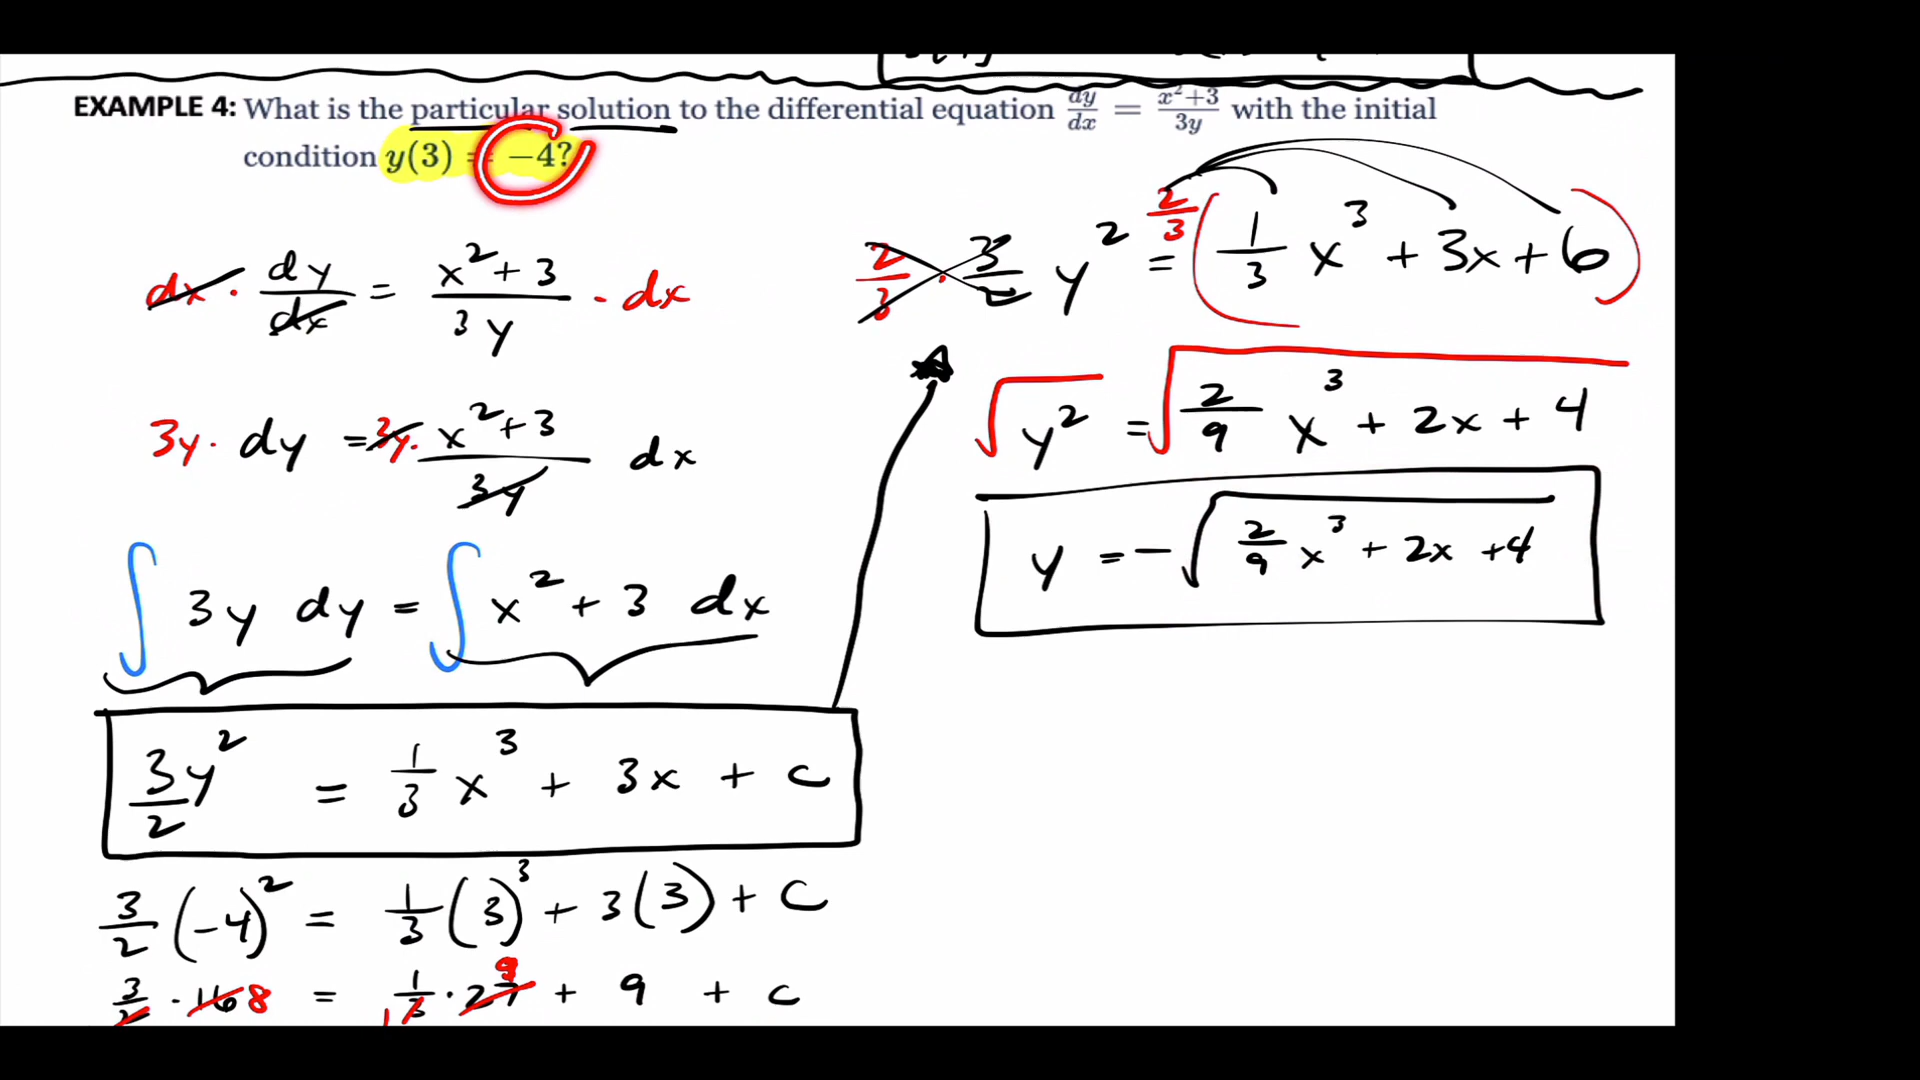 EXAMPLE 4: What is the particular solution to the differential equation dy/dx = x²+3/3y with the initial
condition y(3) = −4?
dx · dy/dx = x²+3/3y · dx
3y · dy = 3y · x²+3/3y dx
∫ 3y dy = ∫ x² + 3 dx
3y²/2 = 1/3 x³ + 3x + c
3/2 (-4)² = 1/3 (3)³ + 3(3) + C
3/2 · 16 8 = 1/3 1 · 27 9 + 9 + c
2/3 · 3/2 y² = 2/3 (1/3 x³ + 3x + 6)
√y² = √2/9 x³ + 2x + 4
y = -√2/9 x³ + 2x + 4